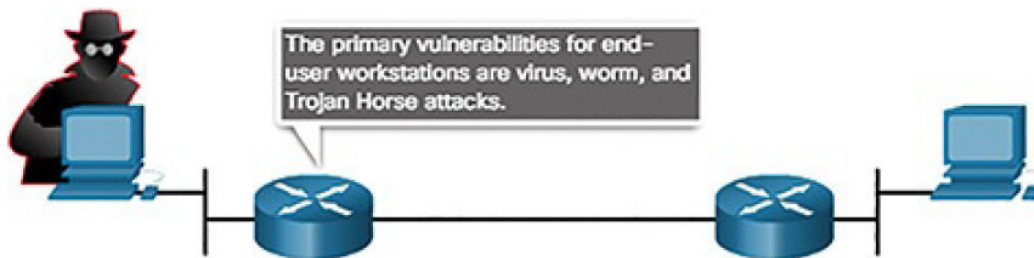 The primary vulnerabilities for end-
user workstations are virus, worm, and
Trojan Horse attacks.